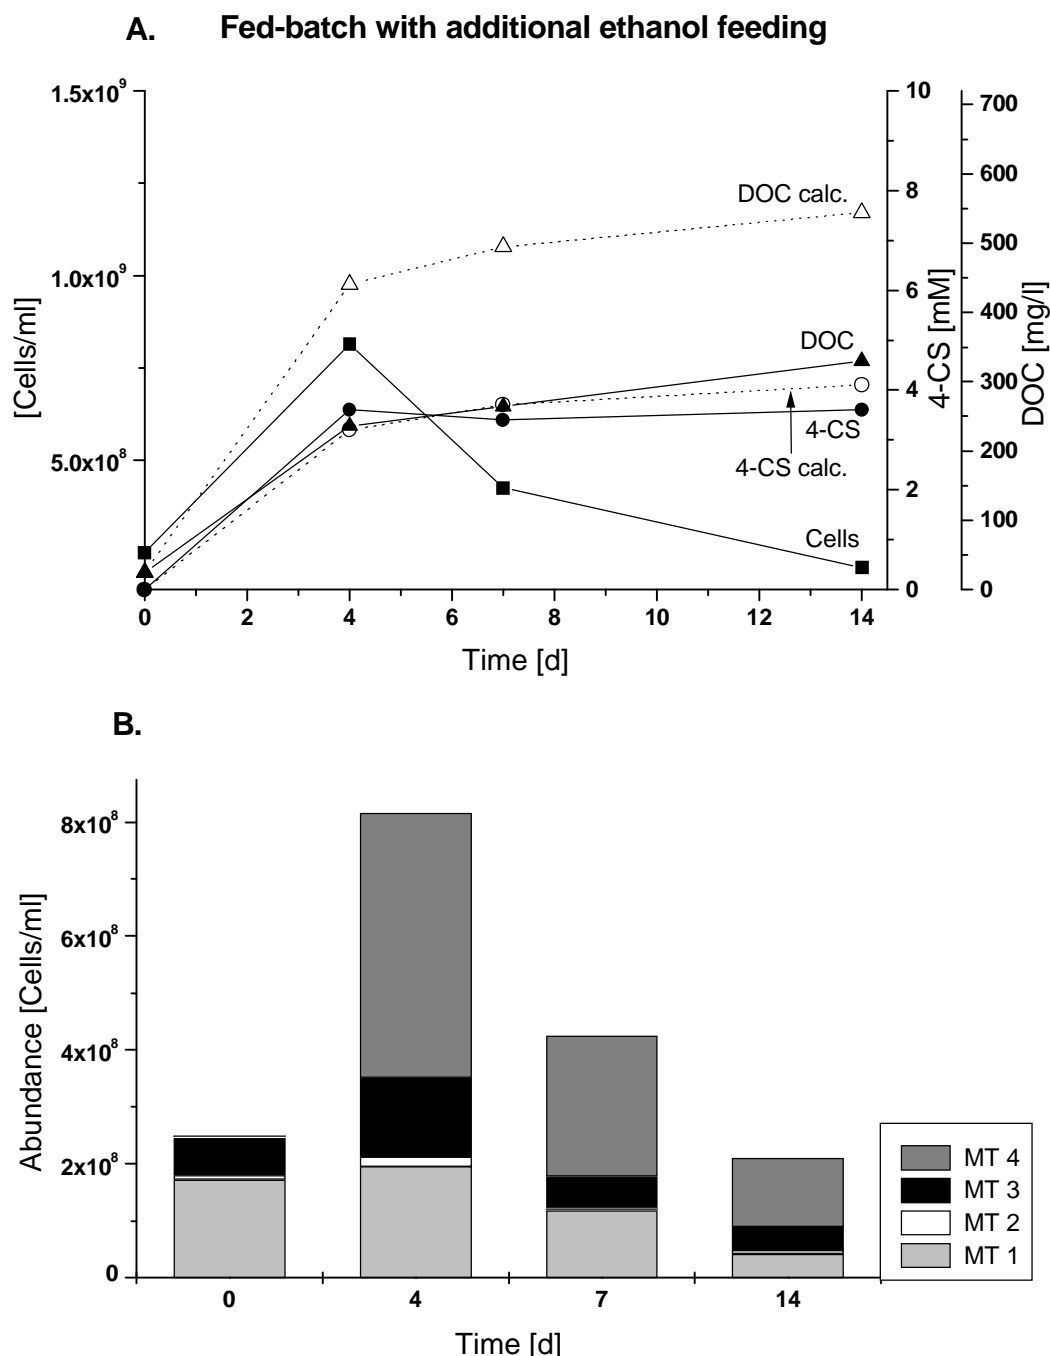 A. Fed-batch with additional ethanol feeding
1.5x10⁹
1.0x10⁹
5.0x10⁸
[Cells/ml]
10
8
6
4
2
0
4-CS [mM]
700
600
500
400
300
200
100
0
DOC [mg/l]
DOC calc.
DOC
4-CS
4-CS calc.
Cells
0 2 4 6 8 10 12 14
Time [d]
B.
8x10⁸
6x10⁸
4x10⁸
2x10⁸
0
Abundance [Cells/ml]
MT 4
MT 3
MT 2
MT 1
0 4 7 14
Time [d]